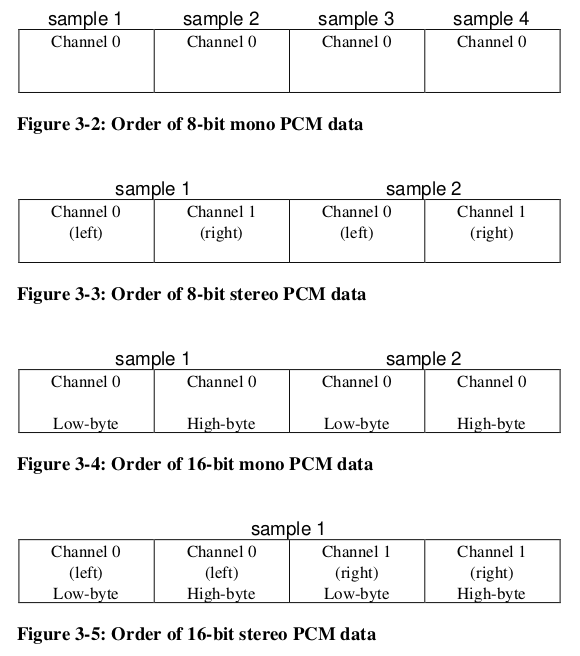 sample 1 sample 2 sample 3 sample 4
Channel 0 Channel 0 Channel 0 Channel 0
Figure 3-2: Order of 8-bit mono PCM data
sample 1 sample 2
Channel 0 Channel 1 Channel 0 Channel 1
(left) (right) (left) (right)
Figure 3-3: Order of 8-bit stereo PCM data
sample 1 sample 2
Channel 0 Channel 0 Channel 0 Channel 0
Low-byte High-byte Low-byte High-byte
Figure 3-4: Order of 16-bit mono PCM data
sample 1
Channel 0 Channel 0 Channel 1 Channel 1
(left) (left) (right) (right)
Low-byte High-byte Low-byte High-byte
Figure 3-5: Order of 16-bit stereo PCM data